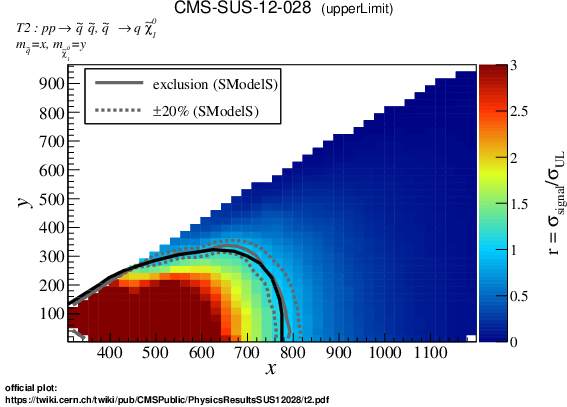 CMS-SUS-12-028 (upperLimit)
T2 : pp → q̃ q̃, q̃ → q χ̃⁰₁
m_q̃=x, m_χ̃⁰₁=y
exclusion (SModelS)
±20% (SModelS)
900
800
700
600
500
400
300
200
100
y
400 500 600 700 800 900 1000 1100
x
3
2.5
2
1.5
1
0.5
0
r = σ_signal/σ_UL
official plot:
https://twiki.cern.ch/twiki/pub/CMSPublic/PhysicsResultsSUS12028/t2.pdf